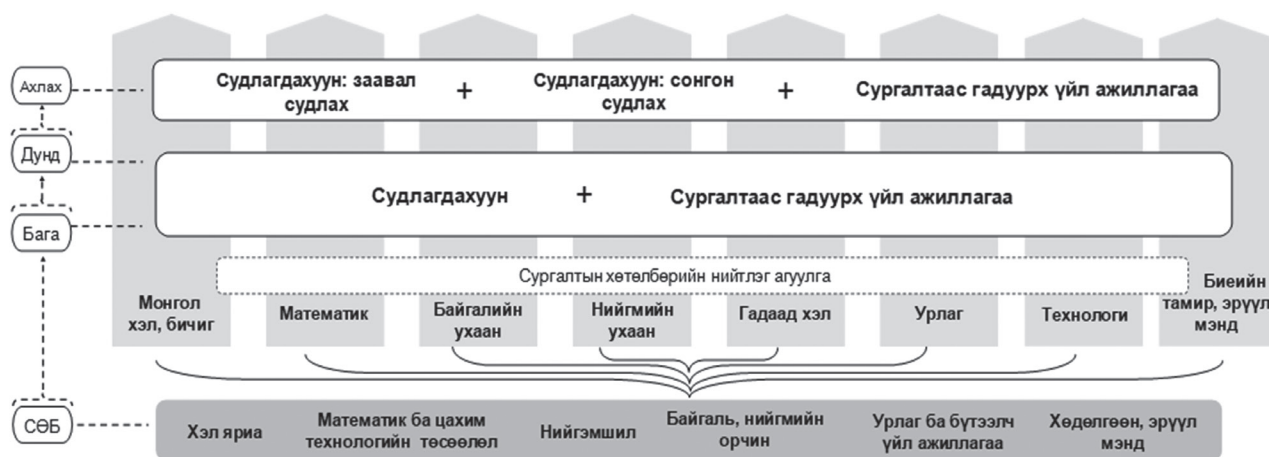 Ахлах
Судлагдахуун: заавал
судлах
+
Судлагдахуун: сонгон
судлах
+
Сургалтаас гадуурх үйл ажиллагаа
Дунд
Судлагдахуун
+
Сургалтаас гадуурх үйл ажиллагаа
Бага
Сургалтын хөтөлбөрийн нийтлэг агуулга
Монгол
хэл, бичиг
Математик
Байгалийн
ухаан
Нийгмийн
ухаан
Гадаад хэл
Урлаг
Технологи
Биеийн
тамир, эрүүл
мэнд
СӨБ
Хэл яриа
Математик ба цахим
технологийн төсөөлөл
Нийгэмшил
Байгаль, нийгмийн
орчин
Урлаг ба бүтээлч
үйл ажиллагаа
Хөдөлгөөн, эрүүл
мэнд